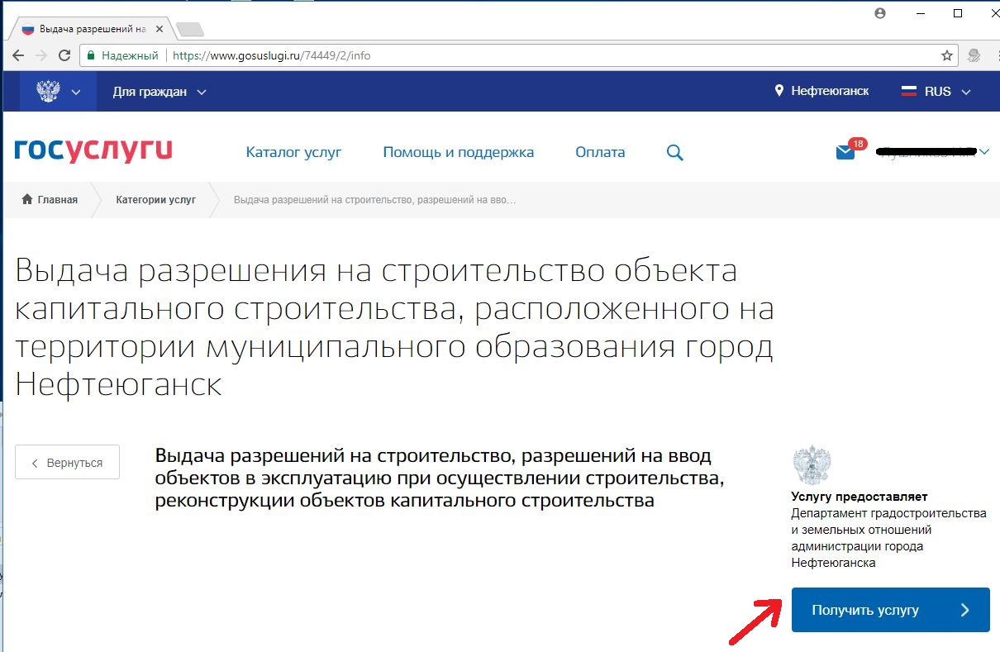 Выдача разрешений на
Надежный https://www.gosuslugi.ru/74449/2/info
Для граждан Нефтеюганск RUS
госуслуги Каталог услуг Помощь и поддержка Оплата 18
Главная Категории услуг Выдача разрешений на строительство, разрешений на вво...
Выдача разрешения на строительство объекта
капитального строительства, расположенного на
территории муниципального образования город
Нефтеюганск
Вернуться
Выдача разрешений на строительство, разрешений на ввод
объектов в эксплуатацию при осуществлении строительства,
реконструкции объектов капитального строительства
Услугу предоставляет
Департамент градостроительства
и земельных отношений
администрации города
Нефтеюганска
Получить услугу